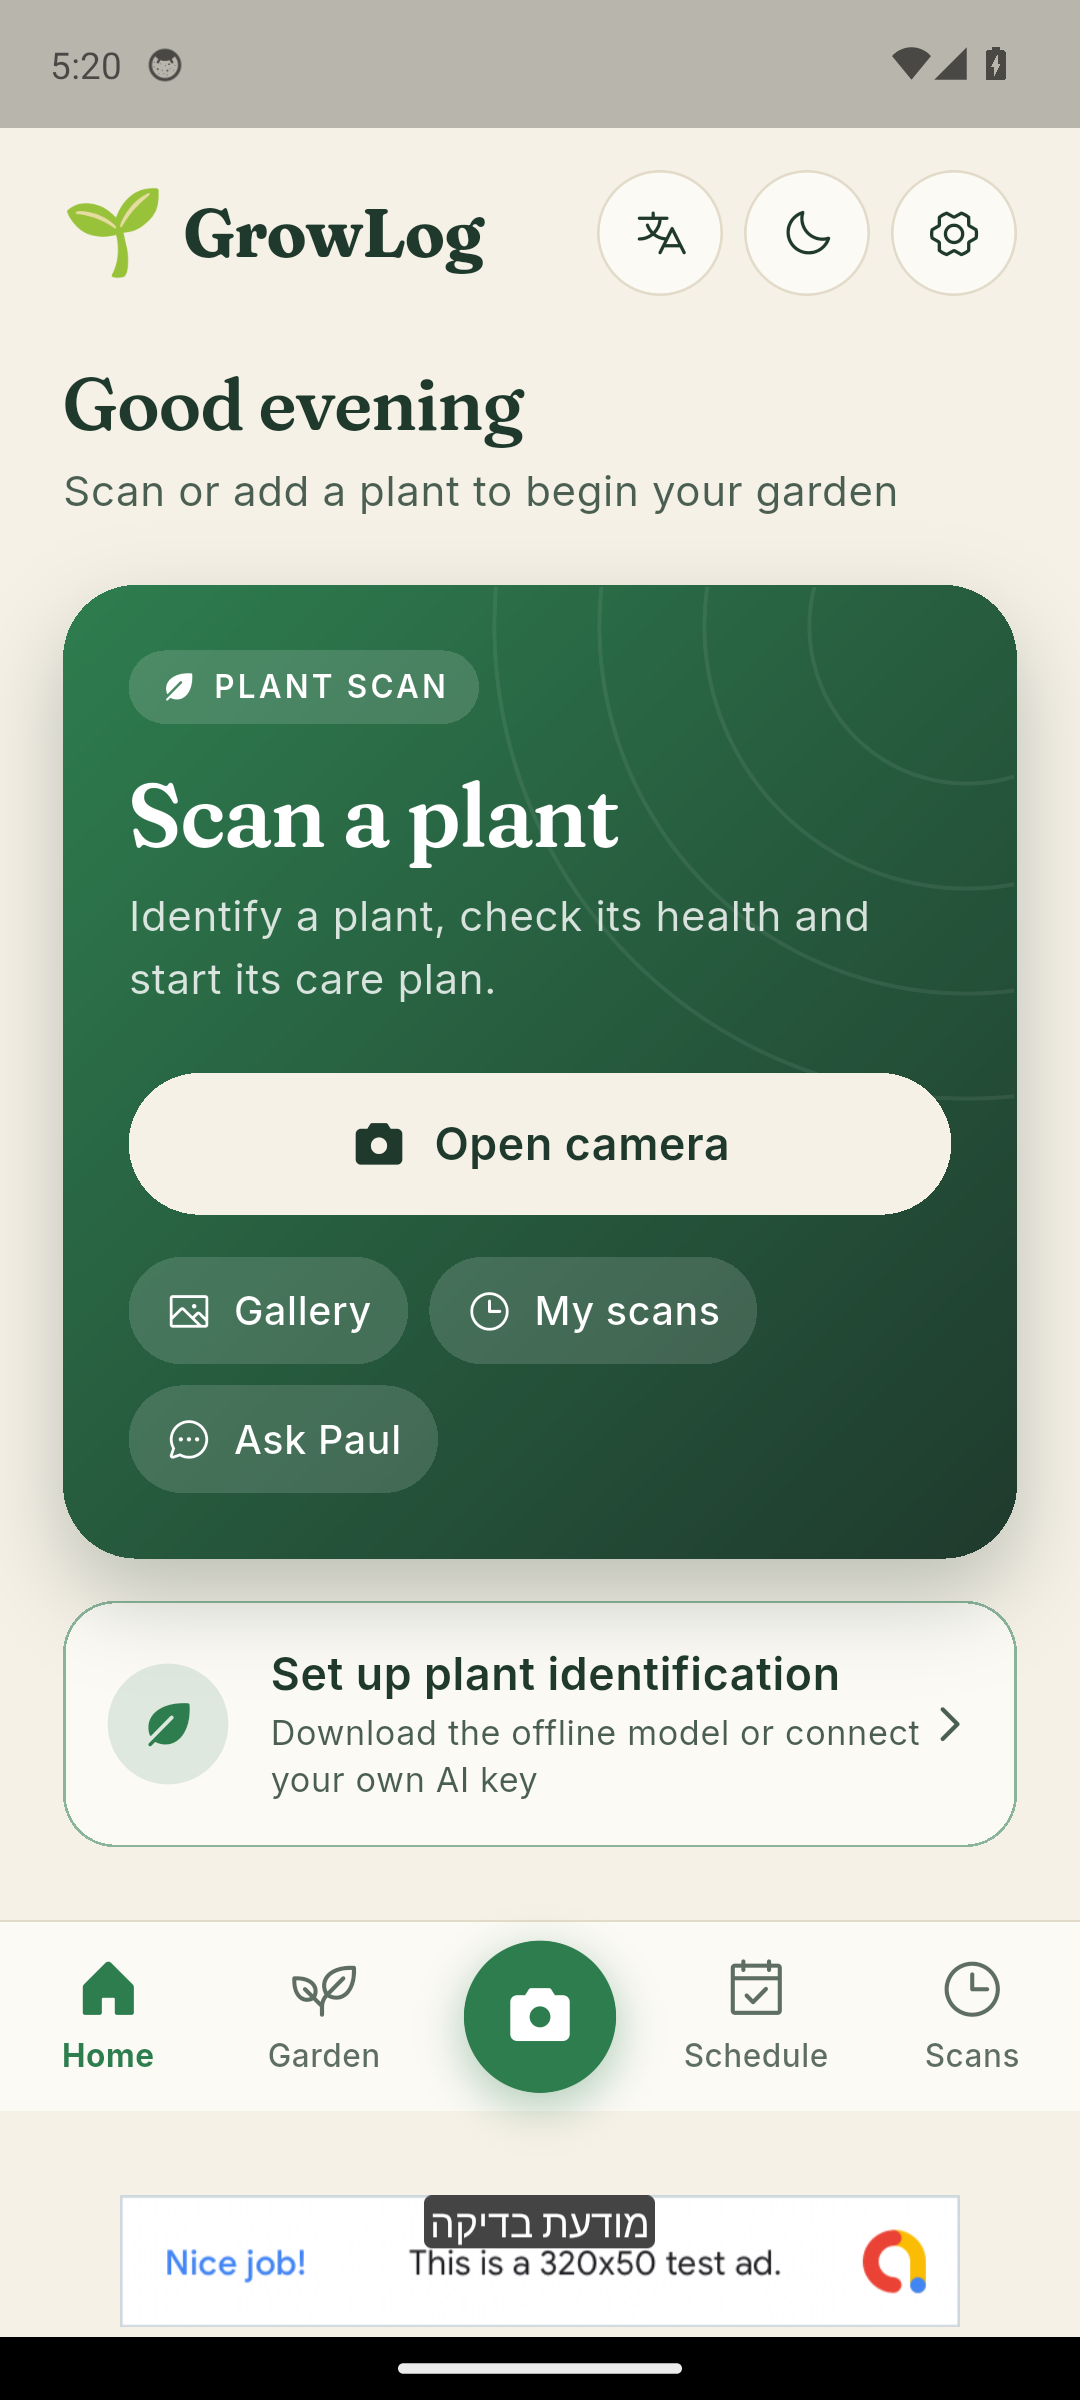 5:20
GrowLog
Good evening
Scan or add a plant to begin your garden
PLANT SCAN
Scan a plant
Identify a plant, check its health and
start its care plan.
Open camera
Gallery
My scans
Ask Paul
Set up plant identification
Download the offline model or connect
your own AI key
Home
Garden
Schedule
Scans
מודעת בדיקה
Nice job!
This is a 320x50 test ad.